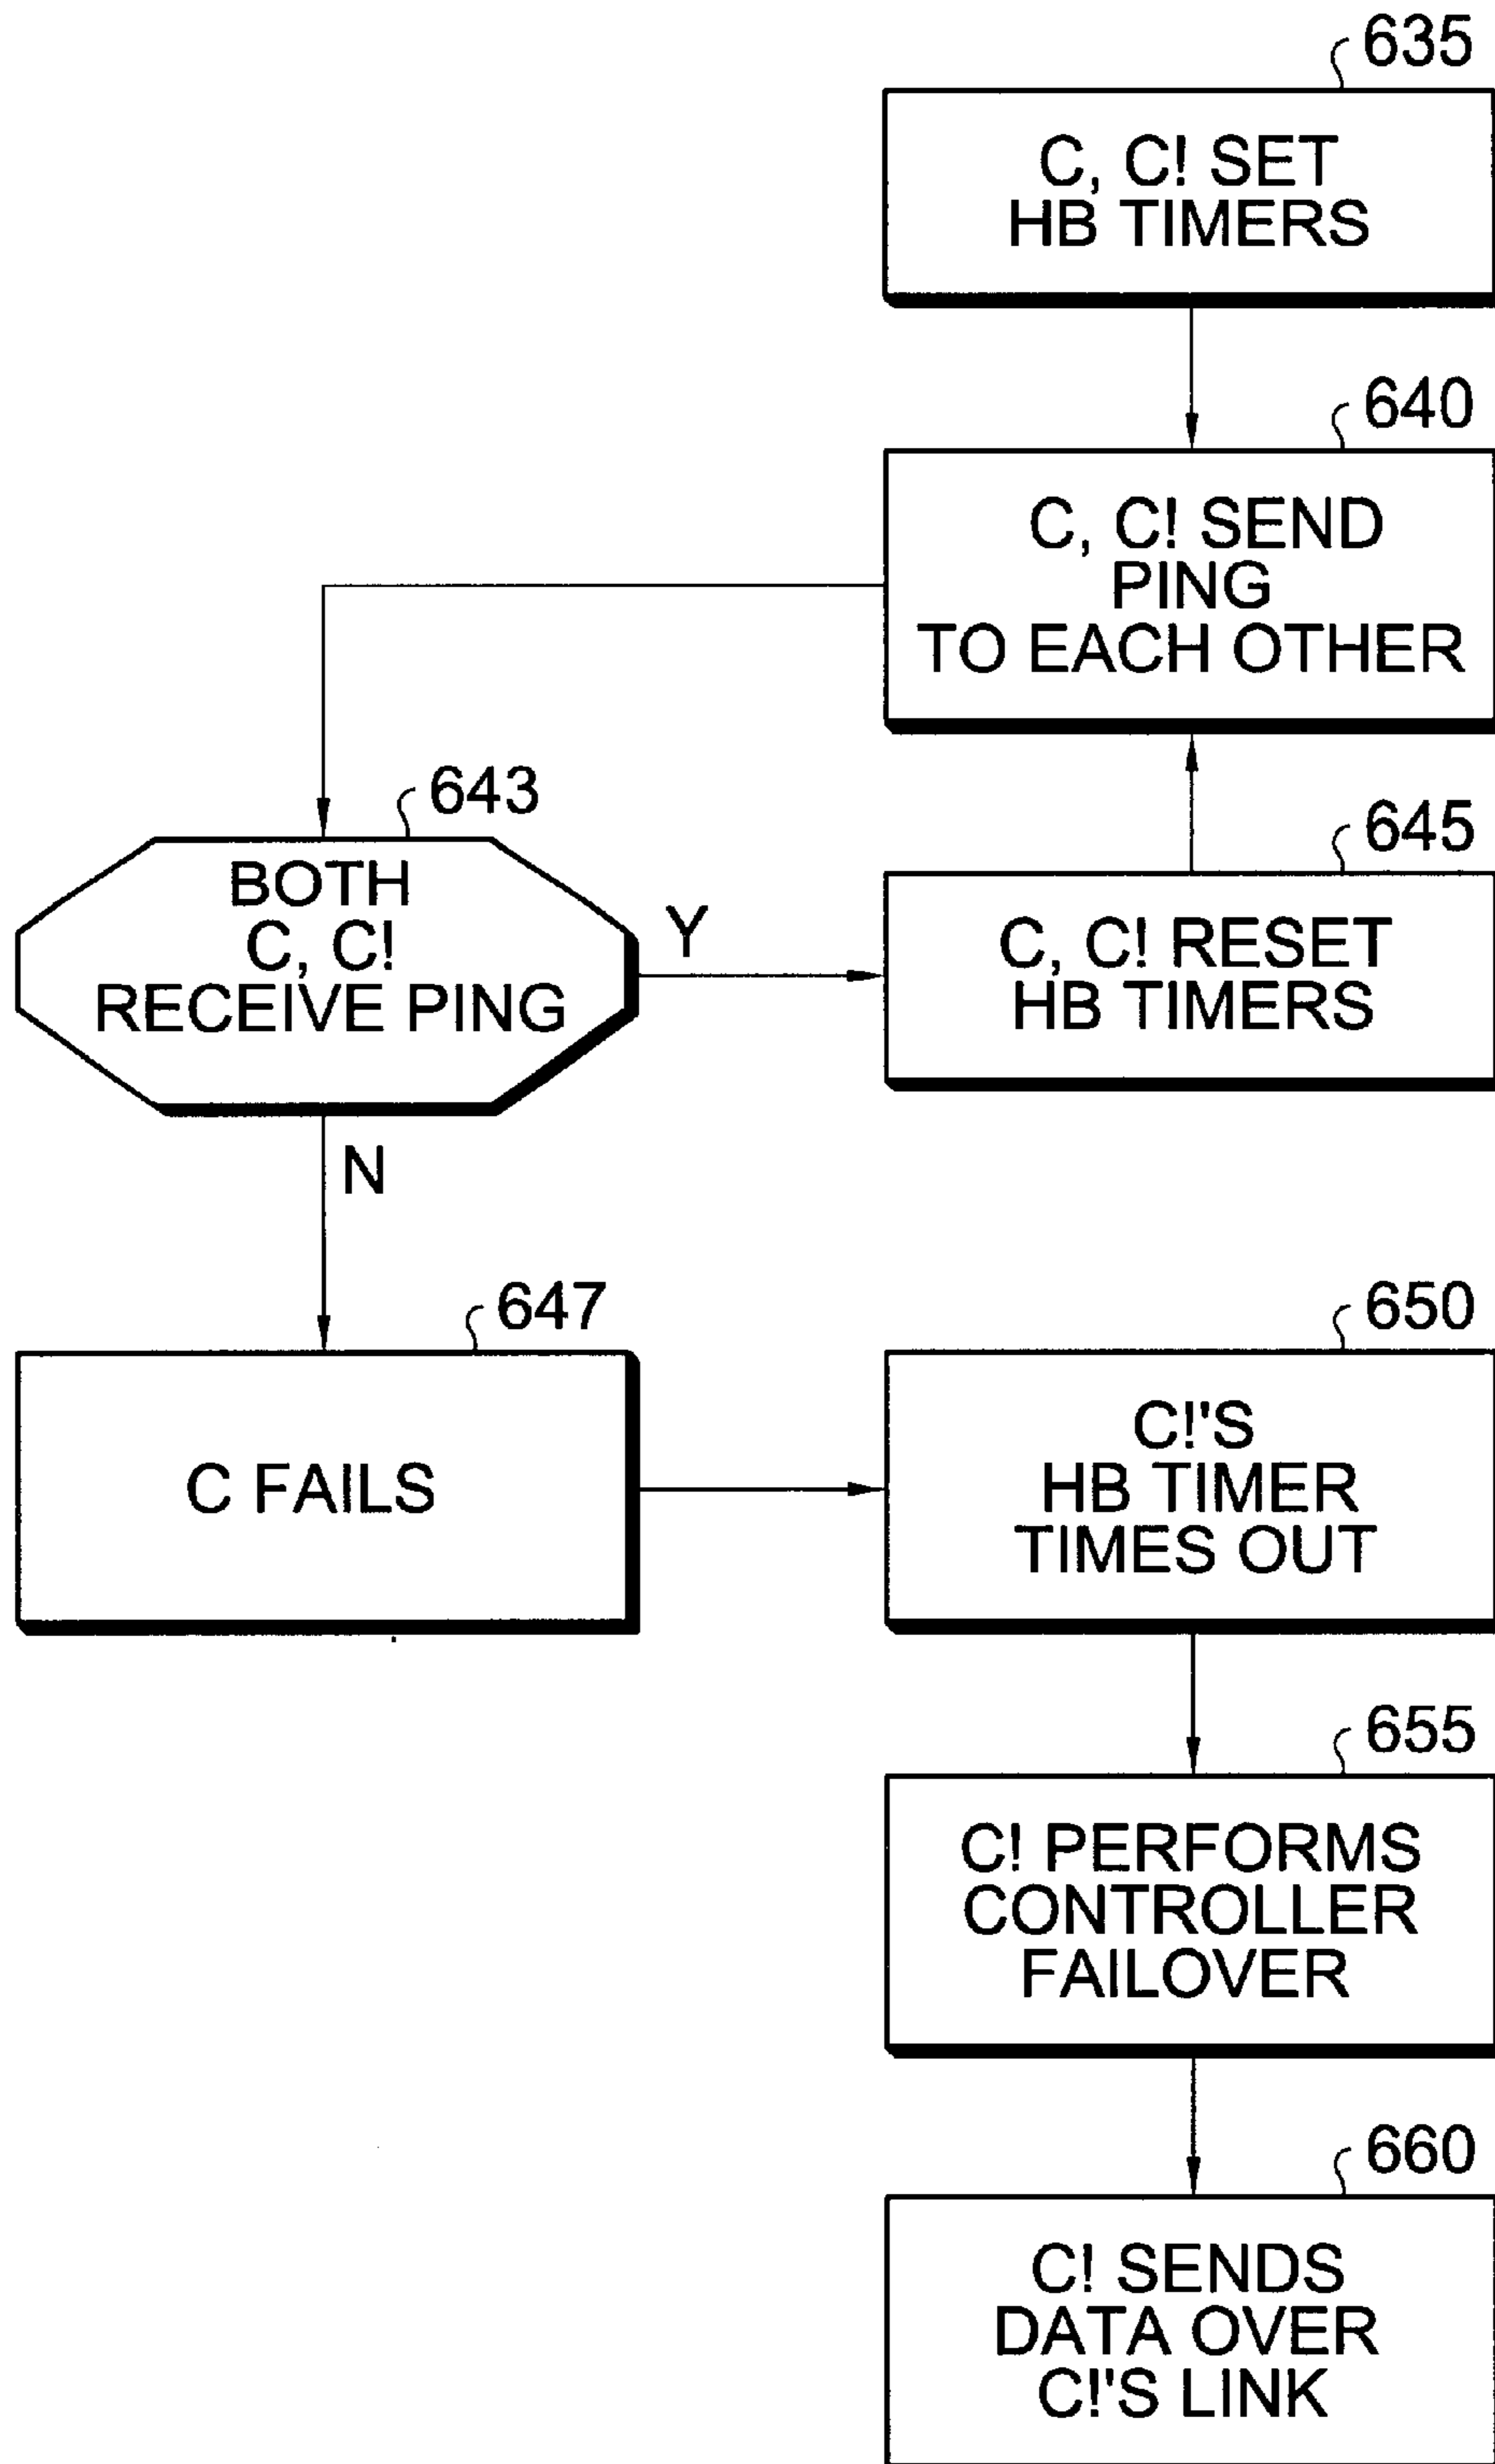 635
C, C! SET
HB TIMERS
640
C, C! SEND
PING
TO EACH OTHER
643
BOTH
C, C!
RECEIVE PING
Y
645
C, C! RESET
HB TIMERS
N
647
C FAILS
650
C!'S
HB TIMER
TIMES OUT
655
C! PERFORMS
CONTROLLER
FAILOVER
660
C! SENDS
DATA OVER
C!'S LINK